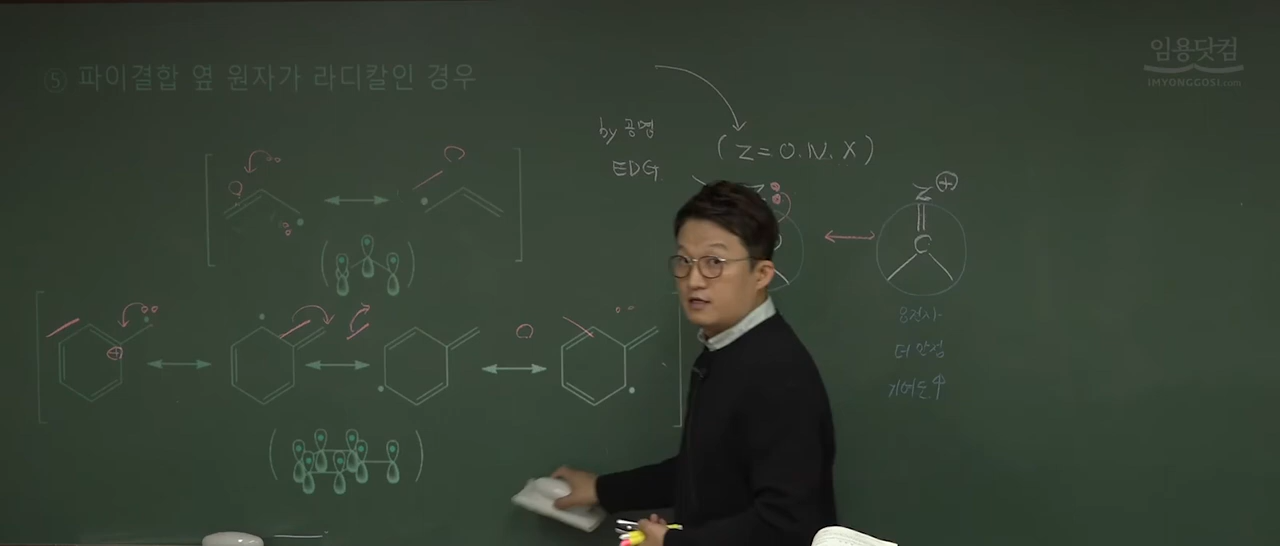 ⑤ 파이결합 옆 원자가 라디칼인 경우
임용닷컴
IMYONGGOSI.com
by 공명
EDG
(Z = O, N, X)
Z
Z ⊕
C
⊕
8전자
더 안정
기여도↑